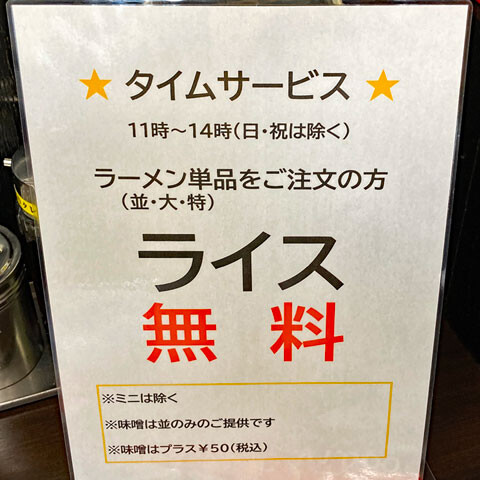 ★ タイムサービス ★
11時～14時(日・祝は除く)
ラーメン単品をご注文の方
(並・大・特)
ライス
無料
※ミニは除く
※味噌は並のみのご提供です
※味噌はプラス￥50(税込)